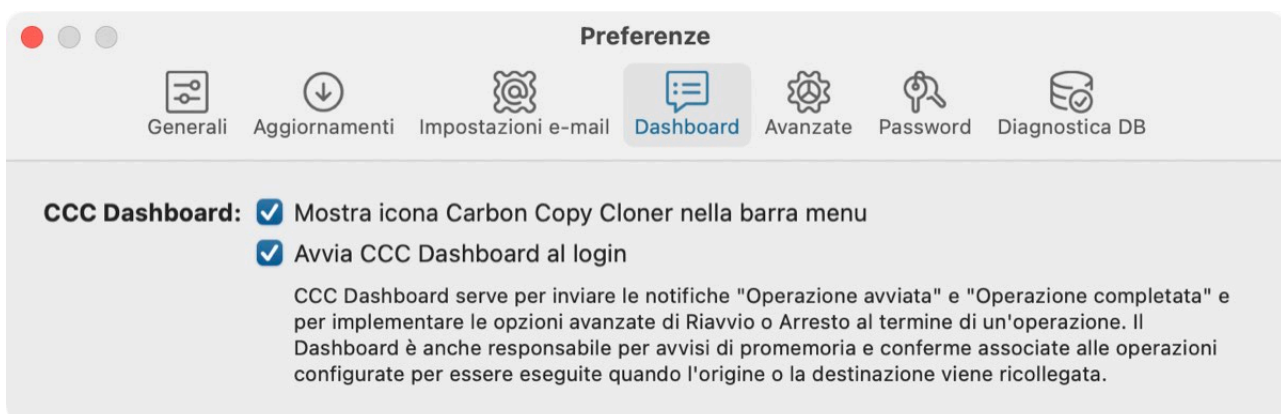 Preferenze
Generali
Aggiornamenti
Impostazioni e-mail
Dashboard
Avanzate
Password
Diagnostica DB
CCC Dashboard: Mostra icona Carbon Copy Cloner nella barra menu
Avvia CCC Dashboard al login
CCC Dashboard serve per inviare le notifiche "Operazione avviata" e "Operazione completata" e
per implementare le opzioni avanzate di Riavvio o Arresto al termine di un'operazione. Il
Dashboard è anche responsabile per avvisi di promemoria e conferme associate alle operazioni
configurate per essere eseguite quando l'origine o la destinazione viene ricollegata.